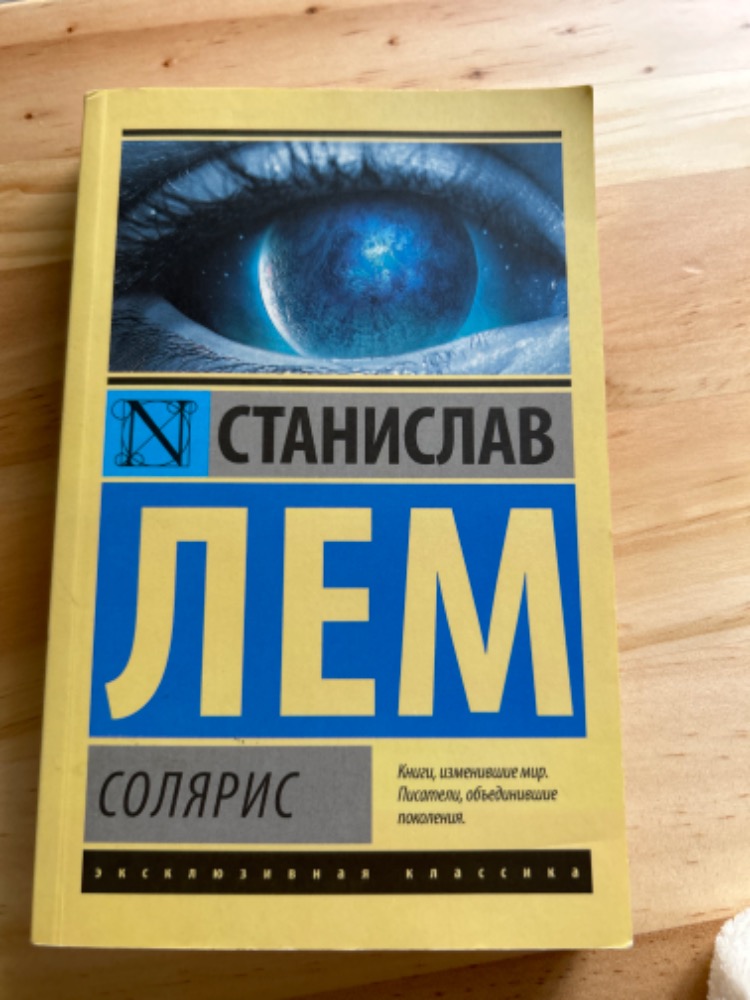 N
СТАНИСЛАВ
ЛЕМ
СОЛЯРИС
Книги, изменившие мир.
Писатели, объединившие
поколения.
эксклюзивная классика